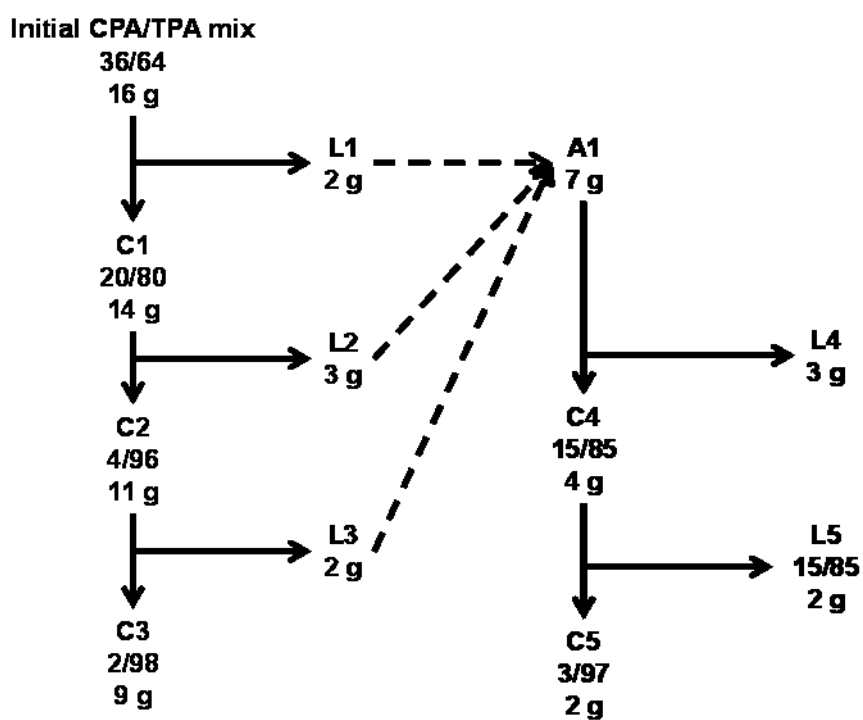 Initial CPA/TPA mix
36/64
16 g
L1
2 g
A1
7 g
C1
20/80
14 g
L2
3 g
L4
3 g
C2
4/96
11 g
C4
15/85
4 g
L3
2 g
L5
15/85
2 g
C3
2/98
9 g
C5
3/97
2 g